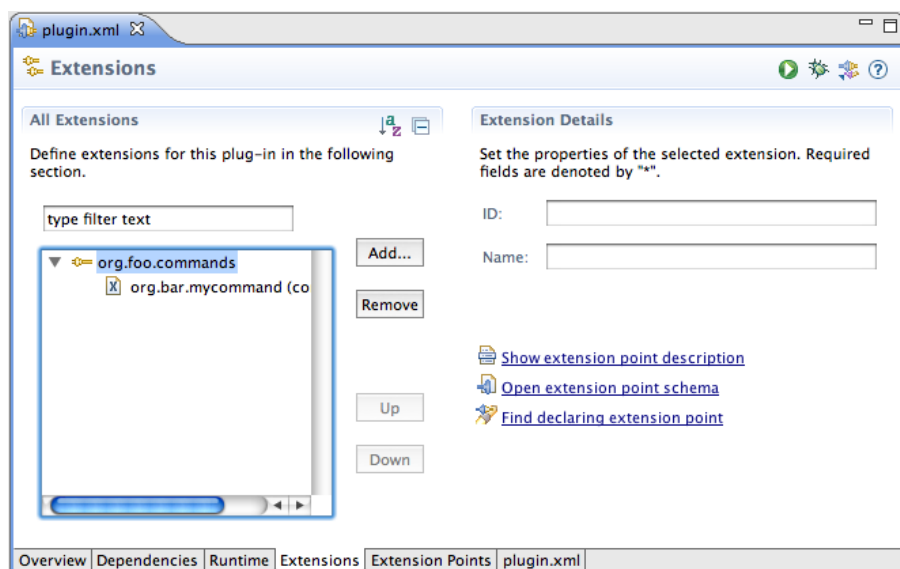 plugin.xml
Extensions
All Extensions
Define extensions for this plug-in in the following
section.
type filter text
org.foo.commands
org.bar.mycommand (co
Add...
Remove
Up
Down
Extension Details
Set the properties of the selected extension. Required
fields are denoted by "*".
ID:
Name:
Show extension point description
Open extension point schema
Find declaring extension point
Overview Dependencies Runtime Extensions Extension Points plugin.xml